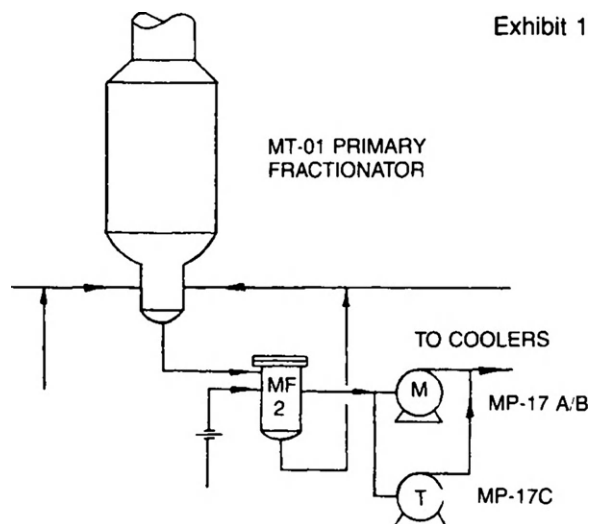 Exhibit 1
MT-01 PRIMARY
FRACTIONATOR
TO COOLERS
MF
2
M
MP-17 A/B
T
MP-17C